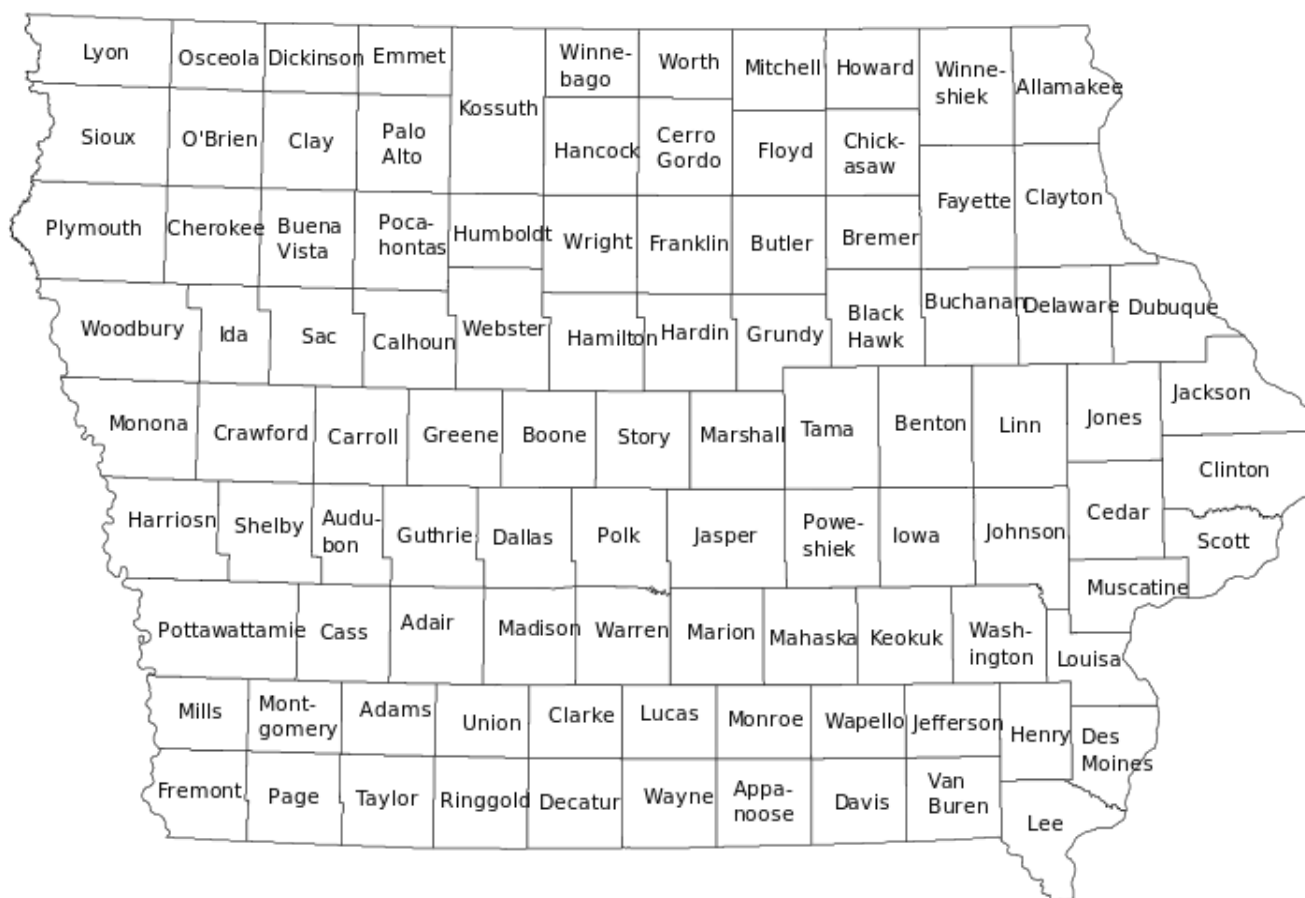 Lyon
Osceola
Dickinson
Emmet
Kossuth
Winne-
bago
Worth
Mitchell
Howard
Winne-
shiek
Allamakee
Sioux
O'Brien
Clay
Palo
Alto
Hancock
Cerro
Gordo
Floyd
Chick-
asaw
Fayette
Clayton
Plymouth
Cherokee
Buena
Vista
Poca-
hontas
Humboldt
Wright
Franklin
Butler
Bremer
Woodbury
Ida
Sac
Calhoun
Webster
Hamilton
Hardin
Grundy
Black
Hawk
Buchanan
Delaware
Dubuque
Monona
Crawford
Carroll
Greene
Boone
Story
Marshall
Tama
Benton
Linn
Jones
Jackson
Clinton
Harriosn
Shelby
Audu-
bon
Guthrie
Dallas
Polk
Jasper
Powe-
shiek
Iowa
Johnson
Cedar
Scott
Muscatine
Pottawattamie
Cass
Adair
Madison
Warren
Marion
Mahaska
Keokuk
Wash-
ington
Louisa
Mills
Mont-
gomery
Adams
Union
Clarke
Lucas
Monroe
Wapello
Jefferson
Henry
Des
Moines
Fremont
Page
Taylor
Ringgold
Decatur
Wayne
Appa-
noose
Davis
Van
Buren
Lee